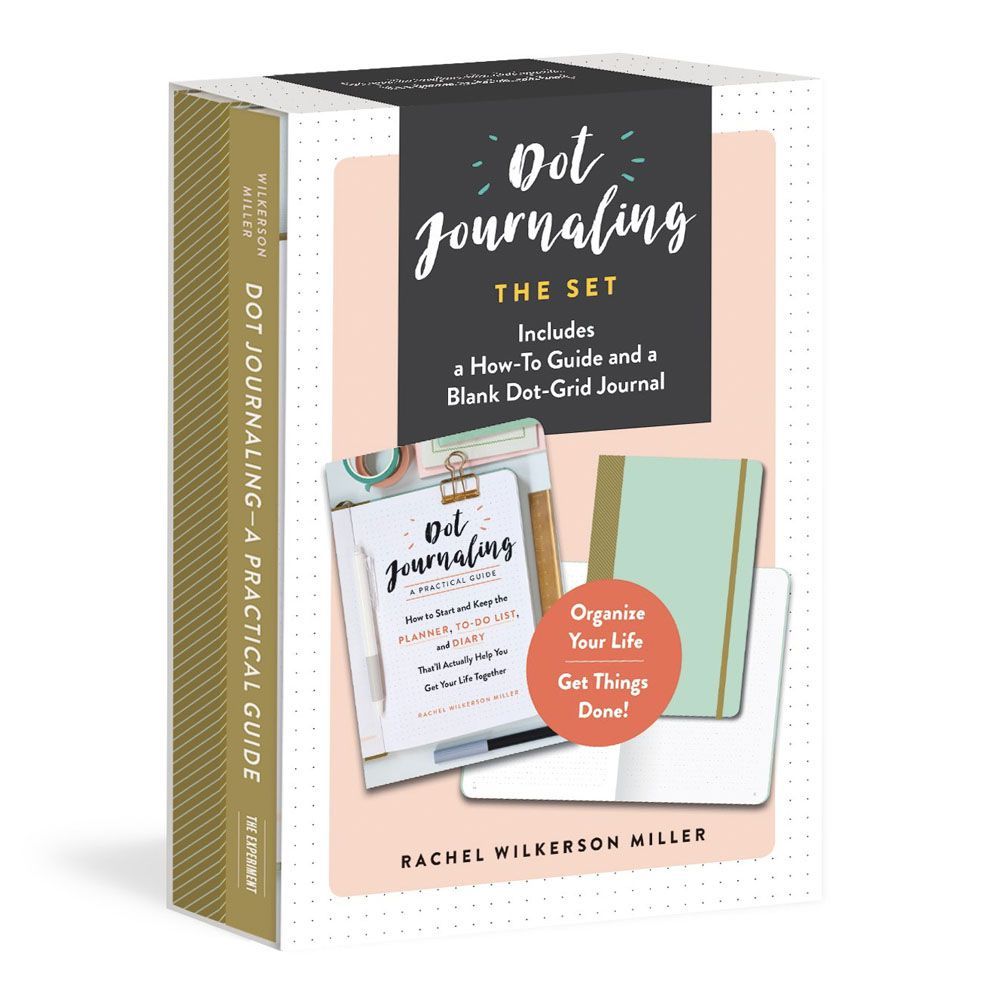 WILKERSON
MILLER
DOT JOURNALING—A PRACTICAL GUIDE
THE EXPERIMENT
Dot
Journaling
THE SET
Includes
a How-To Guide and a
Blank Dot-Grid Journal
Dot
Journaling
A PRACTICAL GUIDE
How to Start and Keep the
PLANNER, TO-DO LIST,
and DIARY
That'll Actually Help You
Get Your Life Together
RACHEL WILKERSON MILLER
Organize
Your Life
Get Things
Done!
RACHEL WILKERSON MILLER